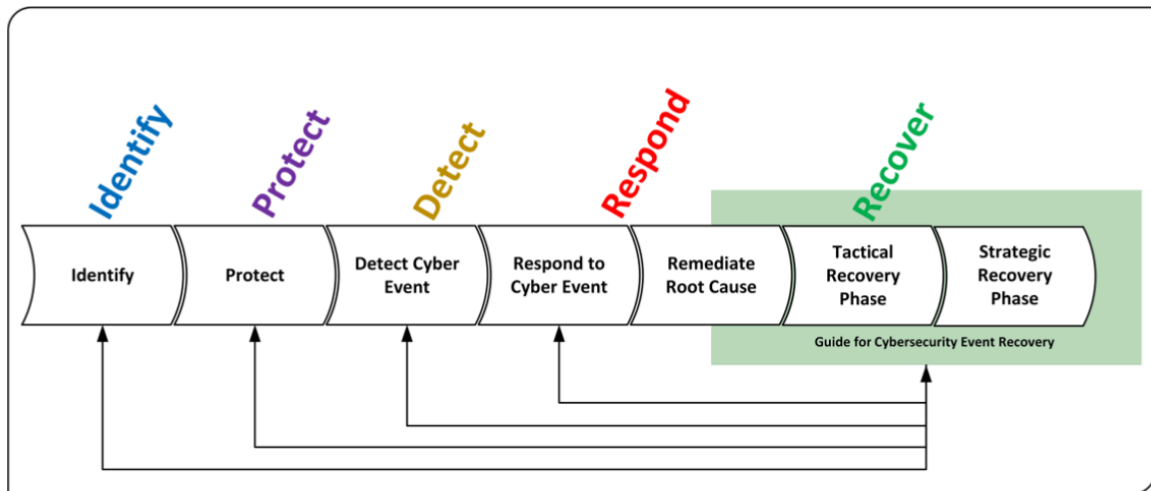 Identify
Protect
Detect
Respond
Recover
Identify
Protect
Detect Cyber
Event
Respond to
Cyber Event
Remediate
Root Cause
Tactical
Recovery
Phase
Strategic
Recovery
Phase
Guide for Cybersecurity Event Recovery